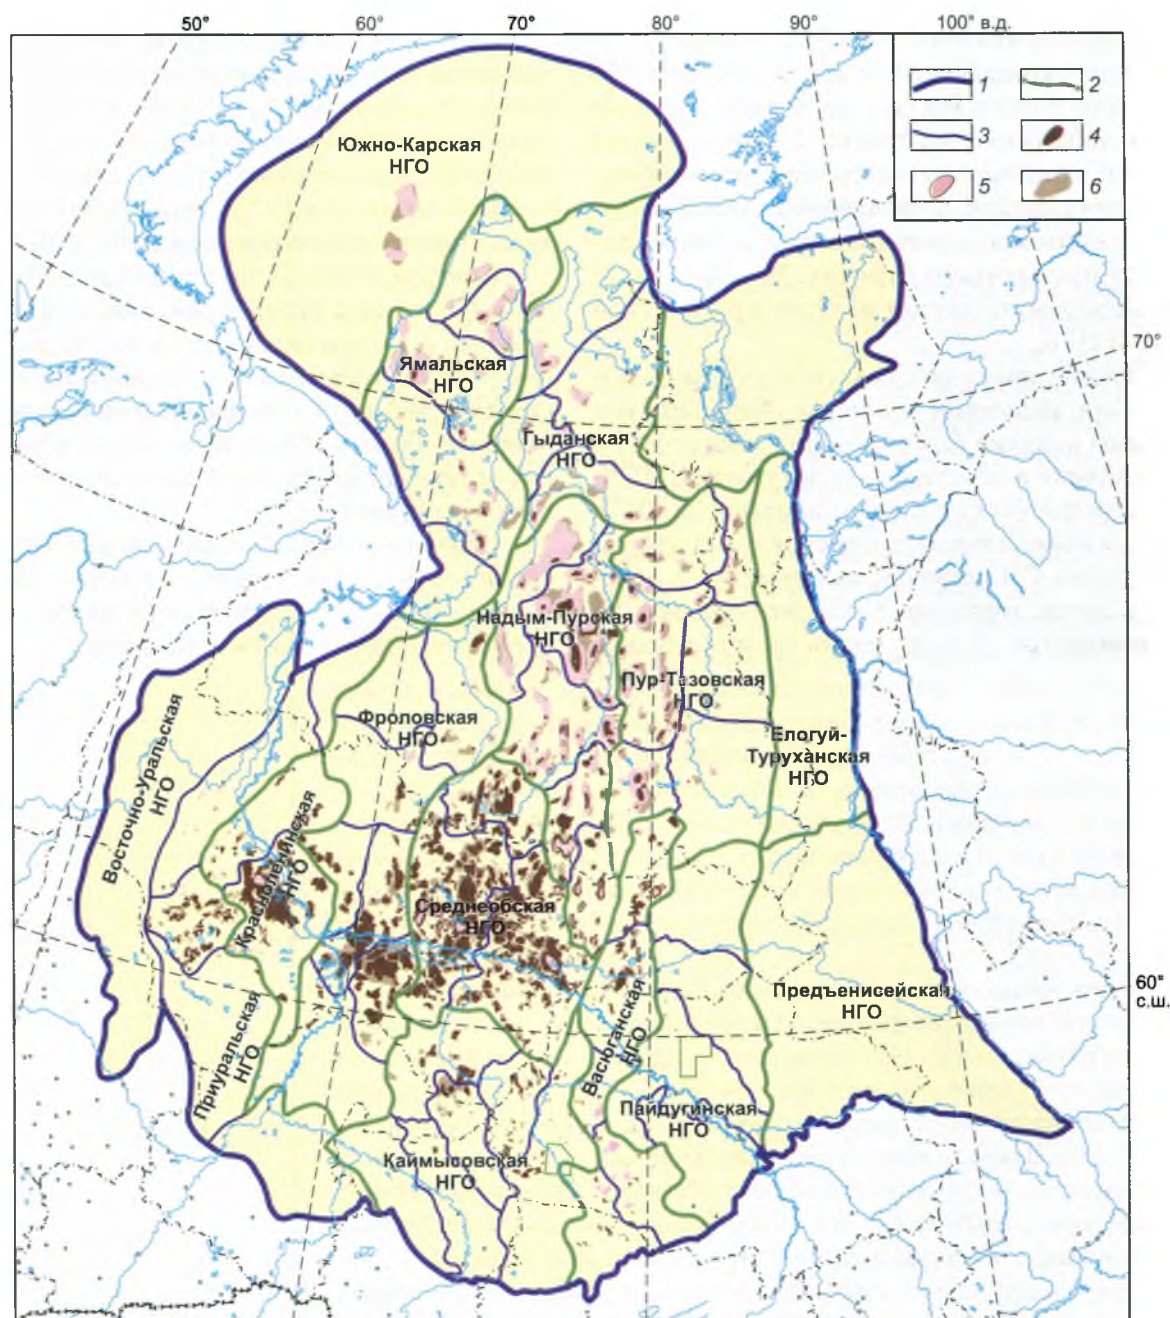 50°
60°
70°
80°
90°
100° в.д.
1
2
3
4
5
6
Южно-Карская
НГО
70°
Ямальская
НГО
Гыданская
НГО
Надым-Пурская
НГО
Пур-Тазовская
НГО
Фроловская
НГО
Елогуй-
Туруханская
НГО
Восточно-Уральская
НГО
Красноленинская
НГО
Среднеобская
НГО
Предъенисейская
НГО
60°
с.ш.
Васюганская
НГО
Приуральская
НГО
Пайдугинская
НГО
Каймысовская
НГО